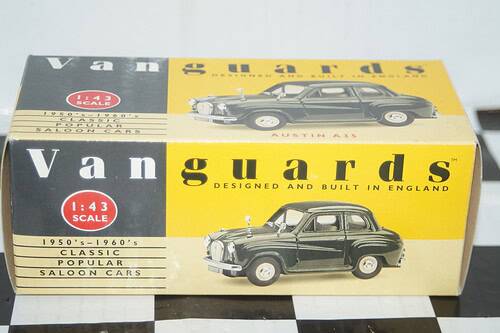 Vanguards
DESIGNED AND BUILT IN ENGLAND
1:43
SCALE
1950's-1960's
CLASSIC
POPULAR
SALOON CARS
AUSTIN A35
Vanguards™
DESIGNED AND BUILT IN ENGLAND
1:43
SCALE
1950's-1960's
CLASSIC
POPULAR
SALOON CARS